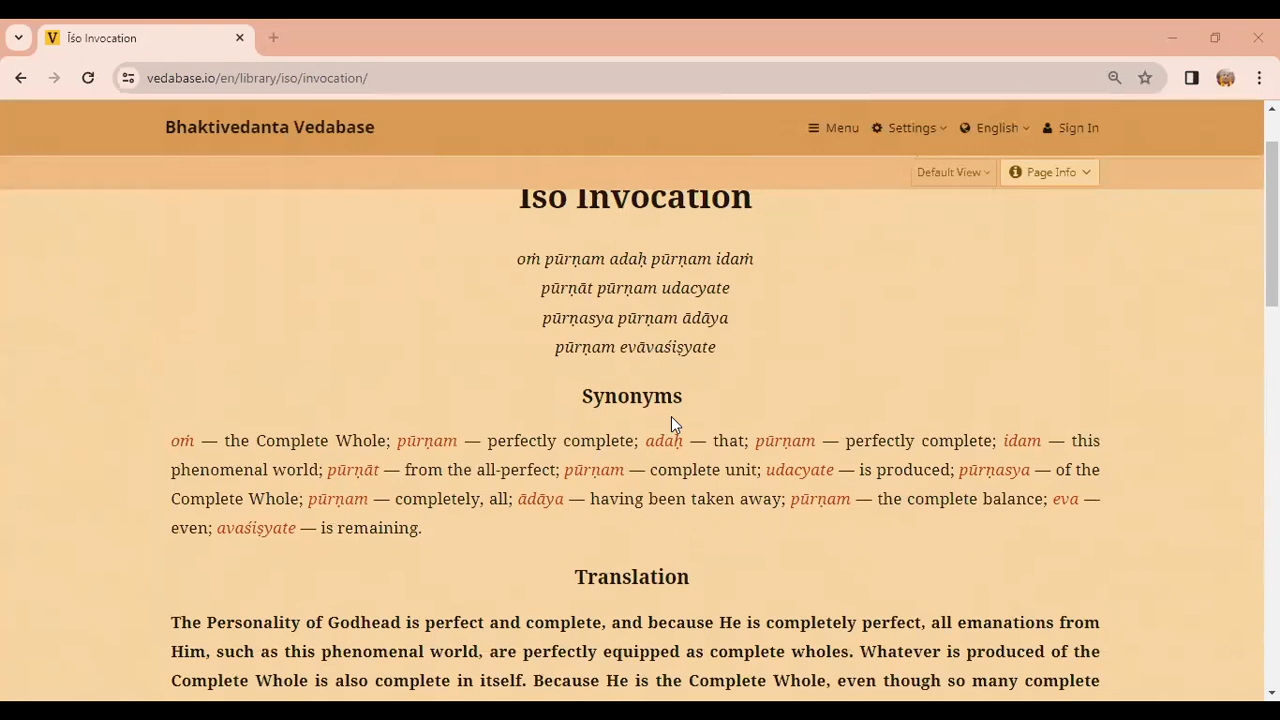 Īśo Invocation
vedabase.io/en/library/iso/invocation/
Bhaktivedanta Vedabase
Menu Settings English Sign In
Default View Page Info
Īśo Invocation
oṁ pūrṇam adaḥ pūrṇam idaṁ
pūrṇāt pūrṇam udacyate
pūrṇasya pūrṇam ādāya
pūrṇam evāvaśiṣyate
Synonyms
oṁ — the Complete Whole; pūrṇam — perfectly complete; adaḥ — that; pūrṇam — perfectly complete; idam — this
phenomenal world; pūrṇāt — from the all-perfect; pūrṇam — complete unit; udacyate — is produced; pūrṇasya — of the
Complete Whole; pūrṇam — completely, all; ādāya — having been taken away; pūrṇam — the complete balance; eva —
even; avaśiṣyate — is remaining.
Translation
The Personality of Godhead is perfect and complete, and because He is completely perfect, all emanations from
Him, such as this phenomenal world, are perfectly equipped as complete wholes. Whatever is produced of the
Complete Whole is also complete in itself. Because He is the Complete Whole, even though so many complete